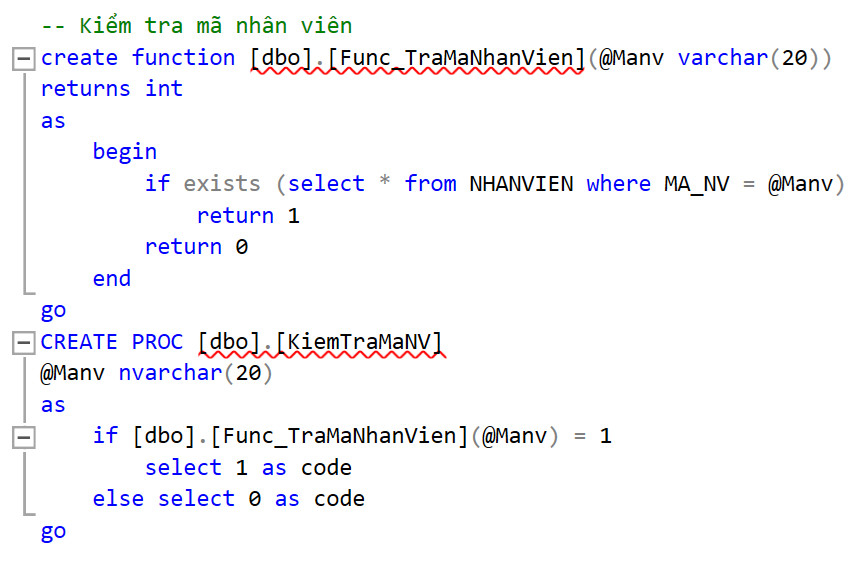 -- Kiểm tra mã nhân viên
create function [dbo].[Func_TraMaNhanVien](@Manv varchar(20))
returns int
as
begin
if exists (select * from NHANVIEN where MA_NV = @Manv)
return 1
return 0
end
go
CREATE PROC [dbo].[KiemTraMaNV]
@Manv nvarchar(20)
as
if [dbo].[Func_TraMaNhanVien](@Manv) = 1
select 1 as code
else select 0 as code
go